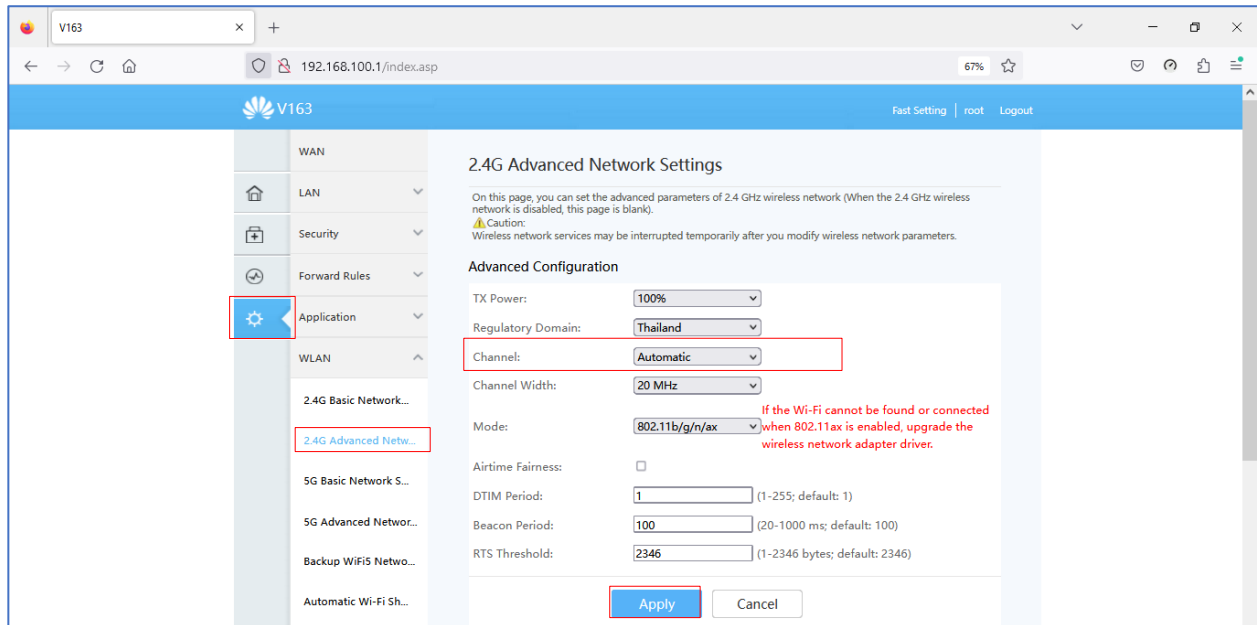 V163
192.168.100.1/index.asp
67%
V163
Fast Setting | root Logout
WAN
LAN
Security
Forward Rules
Application
WLAN
2.4G Basic Network...
2.4G Advanced Netw...
5G Basic Network S...
5G Advanced Networ...
Backup WiFi5 Netwo...
Automatic Wi-Fi Sh...
2.4G Advanced Network Settings
On this page, you can set the advanced parameters of 2.4 GHz wireless network (When the 2.4 GHz wireless
network is disabled, this page is blank).
Caution:
Wireless network services may be interrupted temporarily after you modify wireless network parameters.
Advanced Configuration
TX Power: 100%
Regulatory Domain: Thailand
Channel: Automatic
Channel Width: 20 MHz
Mode: 802.11b/g/n/ax
If the Wi-Fi cannot be found or connected
when 802.11ax is enabled, upgrade the
wireless network adapter driver.
Airtime Fairness:
DTIM Period: 1 (1-255; default: 1)
Beacon Period: 100 (20-1000 ms; default: 100)
RTS Threshold: 2346 (1-2346 bytes; default: 2346)
Apply Cancel